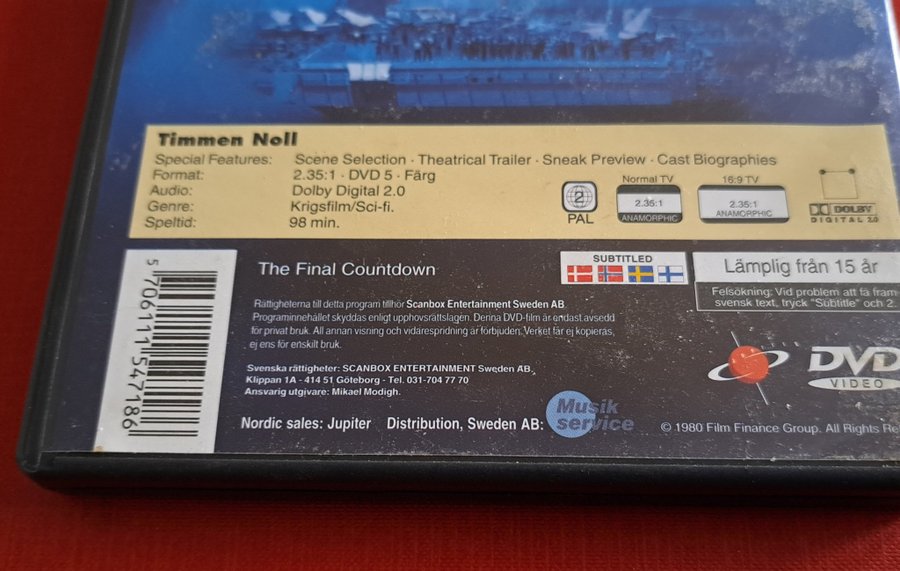 Timmen Noll
Special Features: Scene Selection · Theatrical Trailer · Sneak Preview · Cast Biographies
Format: 2.35:1 · DVD 5 · Färg
Audio: Dolby Digital 2.0
Genre: Krigsfilm/Sci-fi.
Speltid: 98 min.
2
PAL
Normal TV
2.35:1
ANAMORPHIC
16:9 TV
2.35:1
ANAMORPHIC
DOLBY
DIGITAL 2.0
5 706111 547186
The Final Countdown
SUBTITLED
Lämplig från 15 år
Felsökning: Vid problem att få fram
svensk text, tryck "Subtitle" och 2.
Rättigheterna till detta program tillhör Scanbox Entertainment Sweden AB.
Programinnehållet skyddas enligt upphovsrättslagen. Denna DVD-film är endast avsedd
för privat bruk. All annan visning och vidarespridning är förbjuden. Verket får ej kopieras,
ej ens för enskilt bruk.
Svenska rättigheter: SCANBOX ENTERTAINMENT Sweden AB,
Klippan 1A - 414 51 Göteborg - Tel. 031-704 77 70
Ansvarig utgivare: Mikael Modigh.
DVD
VIDEO
Nordic sales: Jupiter Distribution, Sweden AB:
Musik
service
© 1980 Film Finance Group. All Rights Re